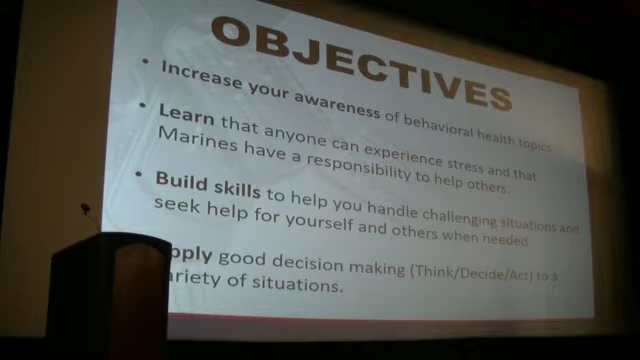 OBJECTIVES
• Increase your awareness of behavioral health topics
• Learn that anyone can experience stress and that
Marines have a responsibility to help others.
• Build skills to help you handle challenging situations and
seek help for yourself and others when needed
pply good decision making (Think/Decide/Act) to a
ariety of situations.